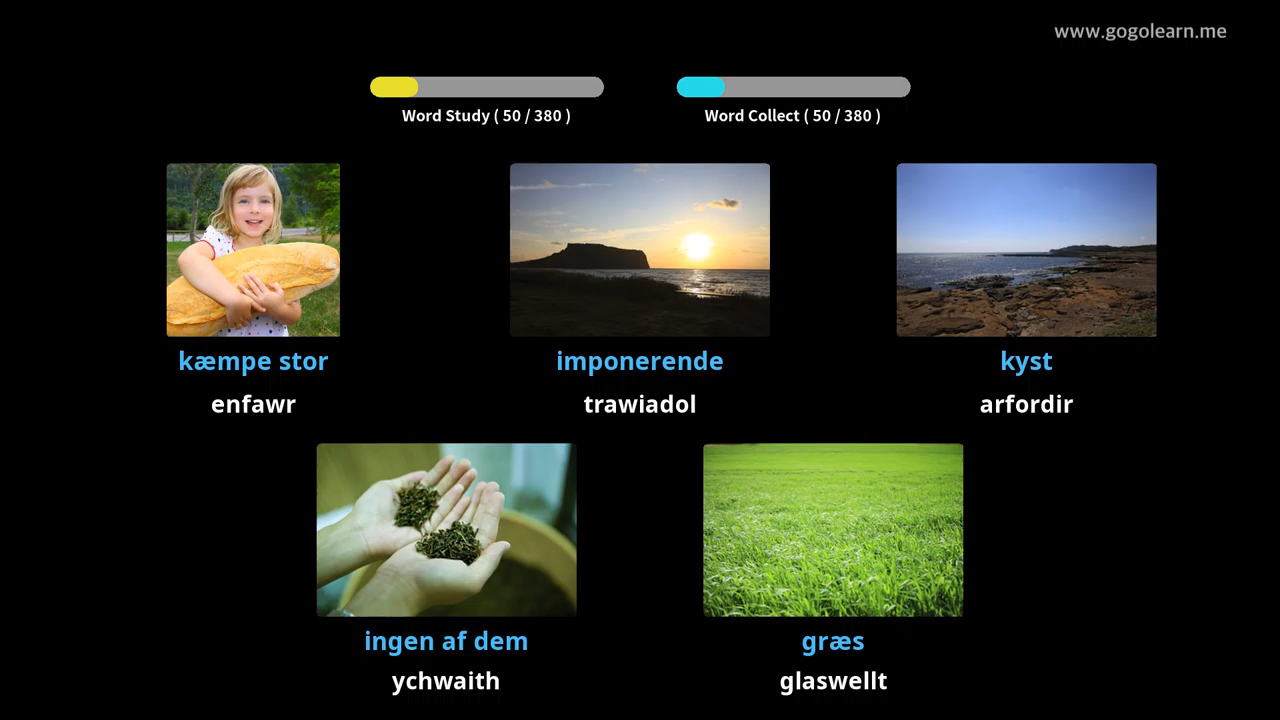 www.gogolearn.me
Word Study ( 50 / 380 )
Word Collect ( 50 / 380 )
kæmpe stor
enfawr
imponerende
trawiadol
kyst
arfordir
ingen af dem
ychwaith
græs
glaswellt